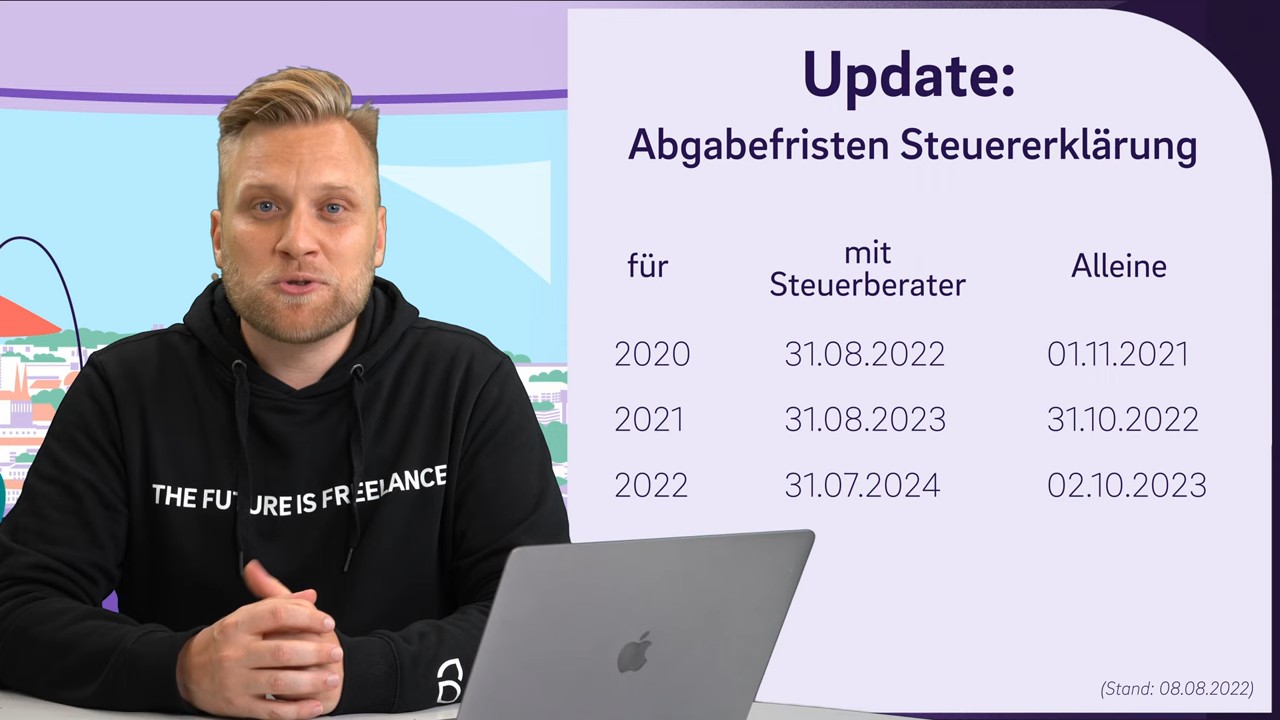 Update:
Abgabefristen Steuererklärung
für
mit
Steuerberater
Alleine
2020 31.08.2022 01.11.2021
2021 31.08.2023 31.10.2022
2022 31.07.2024 02.10.2023
(Stand: 08.08.2022)
THE FUTURE IS FREELANCE